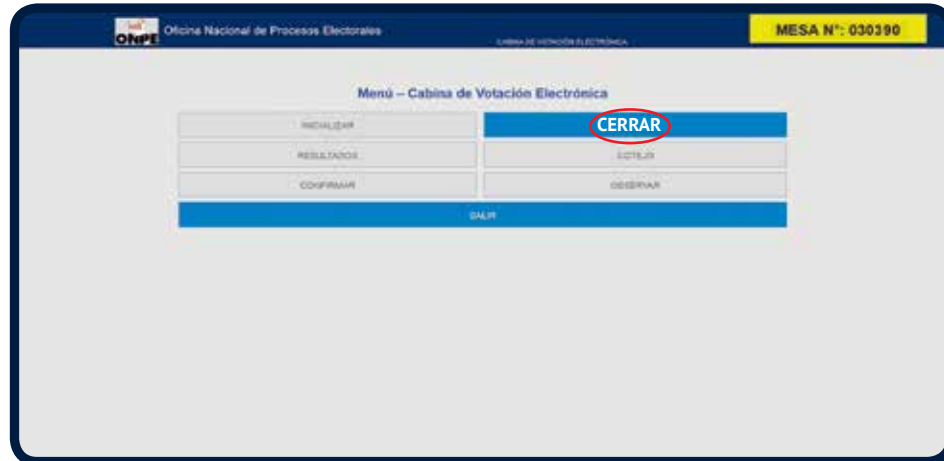 ONPE Oficina Nacional de Procesos Electorales
CABINA DE VOTACIÓN ELECTRÓNICA
MESA N°: 030390
Menú – Cabina de Votación Electrónica
INICIALIZAR CERRAR
RESULTADOS COTEJO
CONFIRMAR OBSERVAR
SALIR